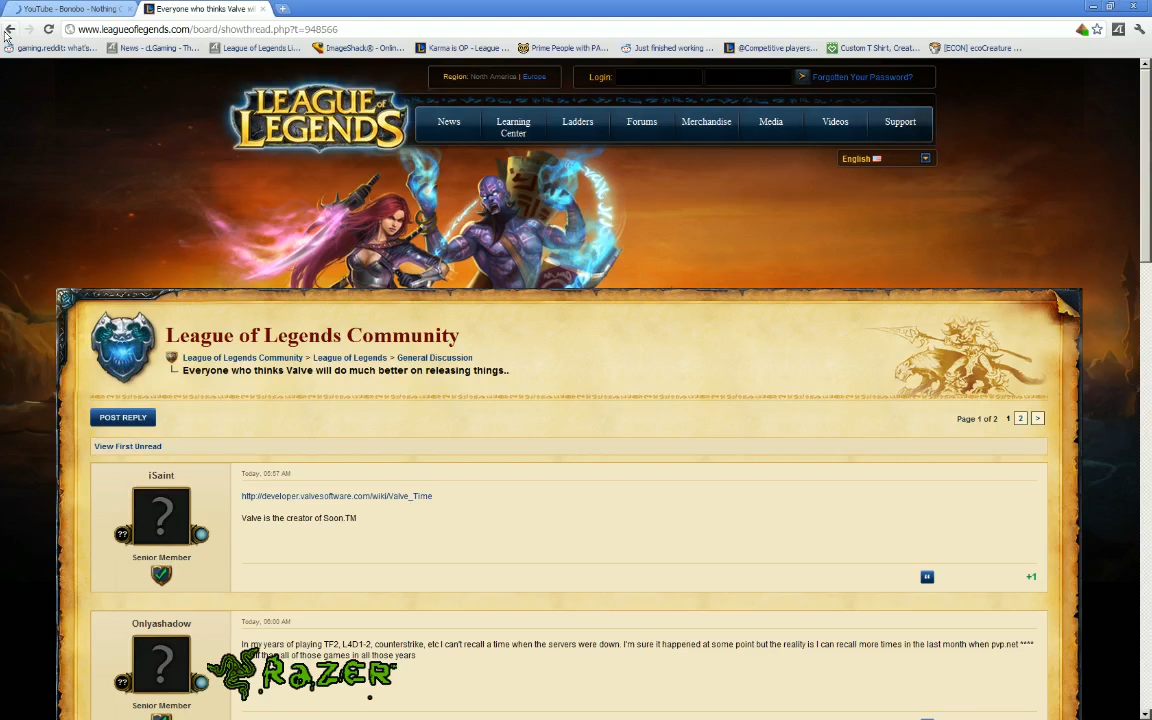 YouTube - Bonobo - Nothing
Everyone who thinks Valve wi
www.leagueoflegends.com/board/showthread.php?t=948566
gaming.reddit: what's...
News - cLGaming - Th...
League of Legends Li...
ImageShack® - Onlin...
Karma is OP - League ...
Prime People with PA...
Just finished working ...
@Competitive players...
Custom T Shirt, Creat...
[ECON] ecoCreature ...
Region: North America | Europe
Login:
Forgotten Your Password?
LEAGUE of LEGENDS
News
Learning Center
Ladders
Forums
Merchandise
Media
Videos
Support
English
League of Legends Community
League of Legends Community > League of Legends > General Discussion
Everyone who thinks Valve will do much better on releasing things..
POST REPLY
Page 1 of 2 1 2 >
View First Unread
iSaint
Today, 05:57 AM
http://developer.valvesoftware.com/wiki/Valve_Time
Valve is the creator of Soon.TM
??
Senior Member
+1
Onlyashadow
Today, 06:00 AM
In my years of playing TF2, L4D1-2, counterstrike, etc I can't recall a time when the servers were down. I'm sure it happened at some point but the reality is I can recall more times in the last month when pvp.net ****
all of those games in all those years
??
RAZER
Senior Member